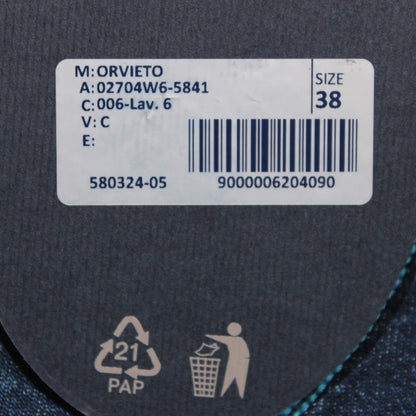 M: ORVIETO
A: 02704W6-5841
C: 006-Lav. 6
V: C
E:
SIZE
38
580324-05
9000006204090
21
PAP